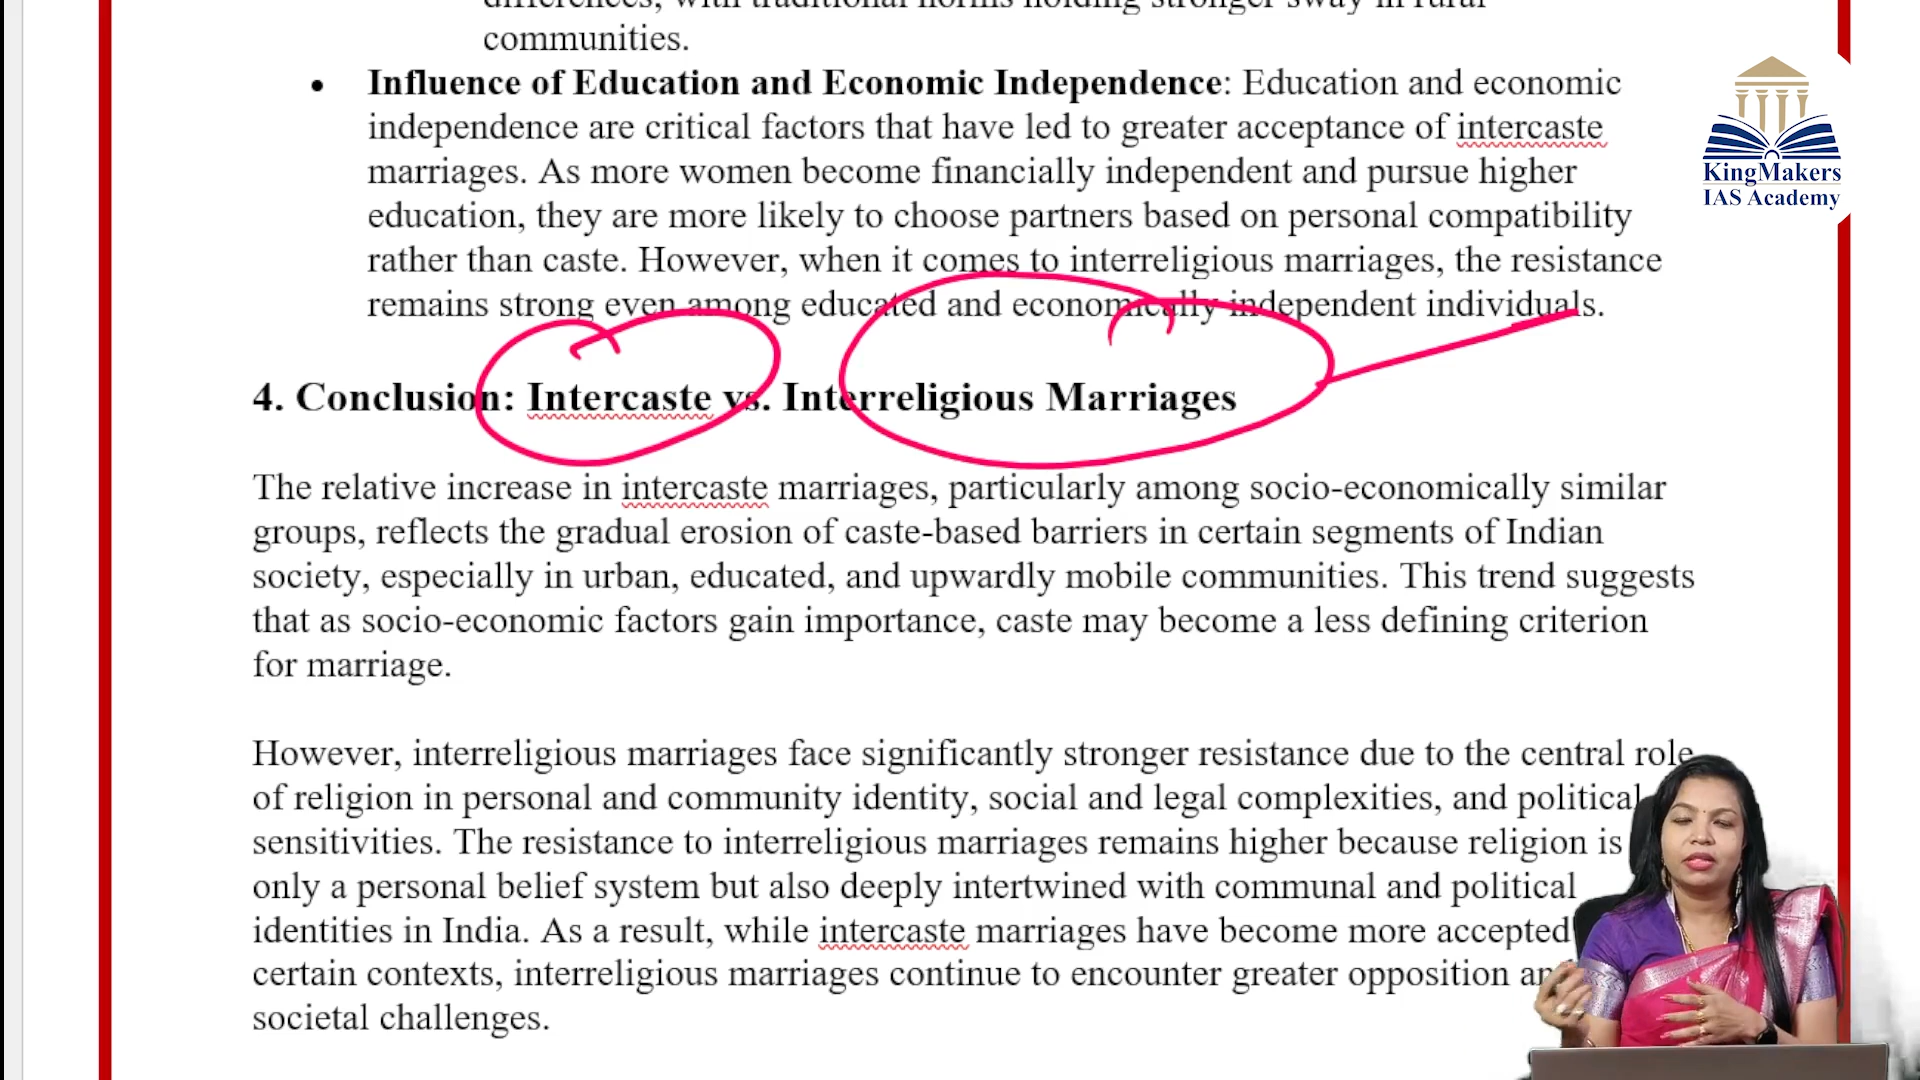 differences, with traditional norms holding stronger sway in rural
communities.
• Influence of Education and Economic Independence: Education and economic
independence are critical factors that have led to greater acceptance of intercaste
marriages. As more women become financially independent and pursue higher
education, they are more likely to choose partners based on personal compatibility
rather than caste. However, when it comes to interreligious marriages, the resistance
remains strong even among educated and economically independent individuals.
4. Conclusion: Intercaste vs. Interreligious Marriages
The relative increase in intercaste marriages, particularly among socio-economically similar
groups, reflects the gradual erosion of caste-based barriers in certain segments of Indian
society, especially in urban, educated, and upwardly mobile communities. This trend suggests
that as socio-economic factors gain importance, caste may become a less defining criterion
for marriage.
However, interreligious marriages face significantly stronger resistance due to the central role
of religion in personal and community identity, social and legal complexities, and political
sensitivities. The resistance to interreligious marriages remains higher because religion is
only a personal belief system but also deeply intertwined with communal and political
identities in India. As a result, while intercaste marriages have become more accepted
certain contexts, interreligious marriages continue to encounter greater opposition
societal challenges.
KingMakers
IAS Academy